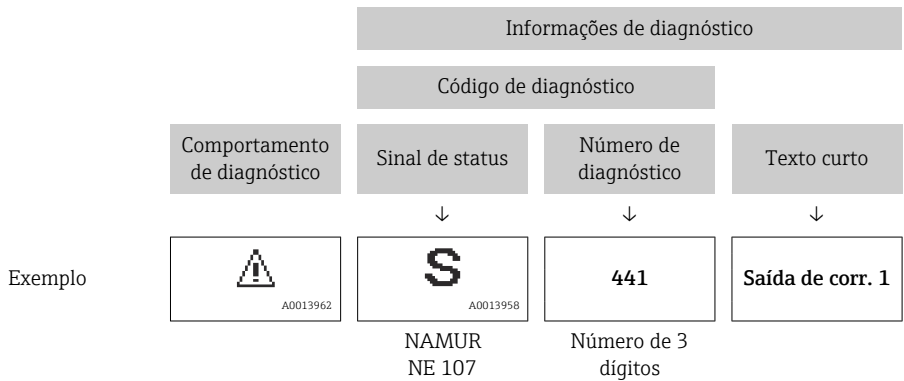 Informações de diagnóstico
Código de diagnóstico
Comportamento
de diagnóstico
Sinal de status
Número de
diagnóstico
Texto curto
↓ ↓ ↓
Exemplo
A0013962
S
A0013958
441
Saída de corr. 1
NAMUR
NE 107
Número de 3
dígitos